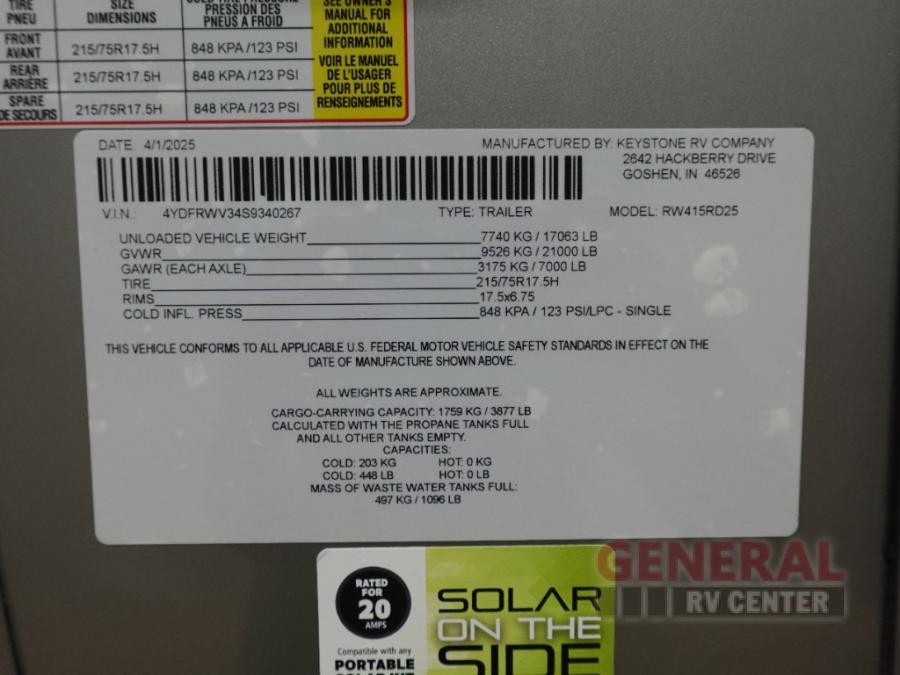 TIRE SIZE COLD TIRE PRESSURE SEE OWNER'S
PNEU DIMENSIONS PRESSION DES MANUAL FOR
PNEUS A FROID ADDITIONAL
INFORMATION
FRONT 215/75R17.5H 848 KPA /123 PSI
AVANT
VOIR LE MANUEL
REAR 215/75R17.5H 848 KPA /123 PSI DE L'USAGER
ARRIÈRE POUR PLUS DE
SPARE 215/75R17.5H 848 KPA /123 PSI RENSEIGNEMENTS
DE SECOURS
DATE: 4/1/2025 MANUFACTURED BY: KEYSTONE RV COMPANY
2642 HACKBERRY DRIVE
GOSHEN, IN 46526
V.I.N.: 4YDFRWV34S9340267 TYPE: TRAILER MODEL: RW415RD25
UNLOADED VEHICLE WEIGHT 7740 KG / 17063 LB
GVWR 9526 KG / 21000 LB
GAWR (EACH AXLE) 3175 KG / 7000 LB
TIRE 215/75R17.5H
RIMS 17.5x6.75
COLD INFL. PRESS 848 KPA / 123 PSI/LPC - SINGLE
THIS VEHICLE CONFORMS TO ALL APPLICABLE U.S. FEDERAL MOTOR VEHICLE SAFETY STANDARDS IN EFFECT ON THE
DATE OF MANUFACTURE SHOWN ABOVE.
ALL WEIGHTS ARE APPROXIMATE.
CARGO-CARRYING CAPACITY: 1759 KG / 3877 LB
CALCULATED WITH THE PROPANE TANKS FULL
AND ALL OTHER TANKS EMPTY.
CAPACITIES:
COLD: 203 KG HOT: 0 KG
COLD: 448 LB HOT: 0 LB
MASS OF WASTE WATER TANKS FULL:
497 KG / 1096 LB
RATED
FOR
20
AMPS
Compatible with any
PORTABLE
SOLAR KIT
SOLAR
ON THE
SIDE
GENERAL
RV CENTER